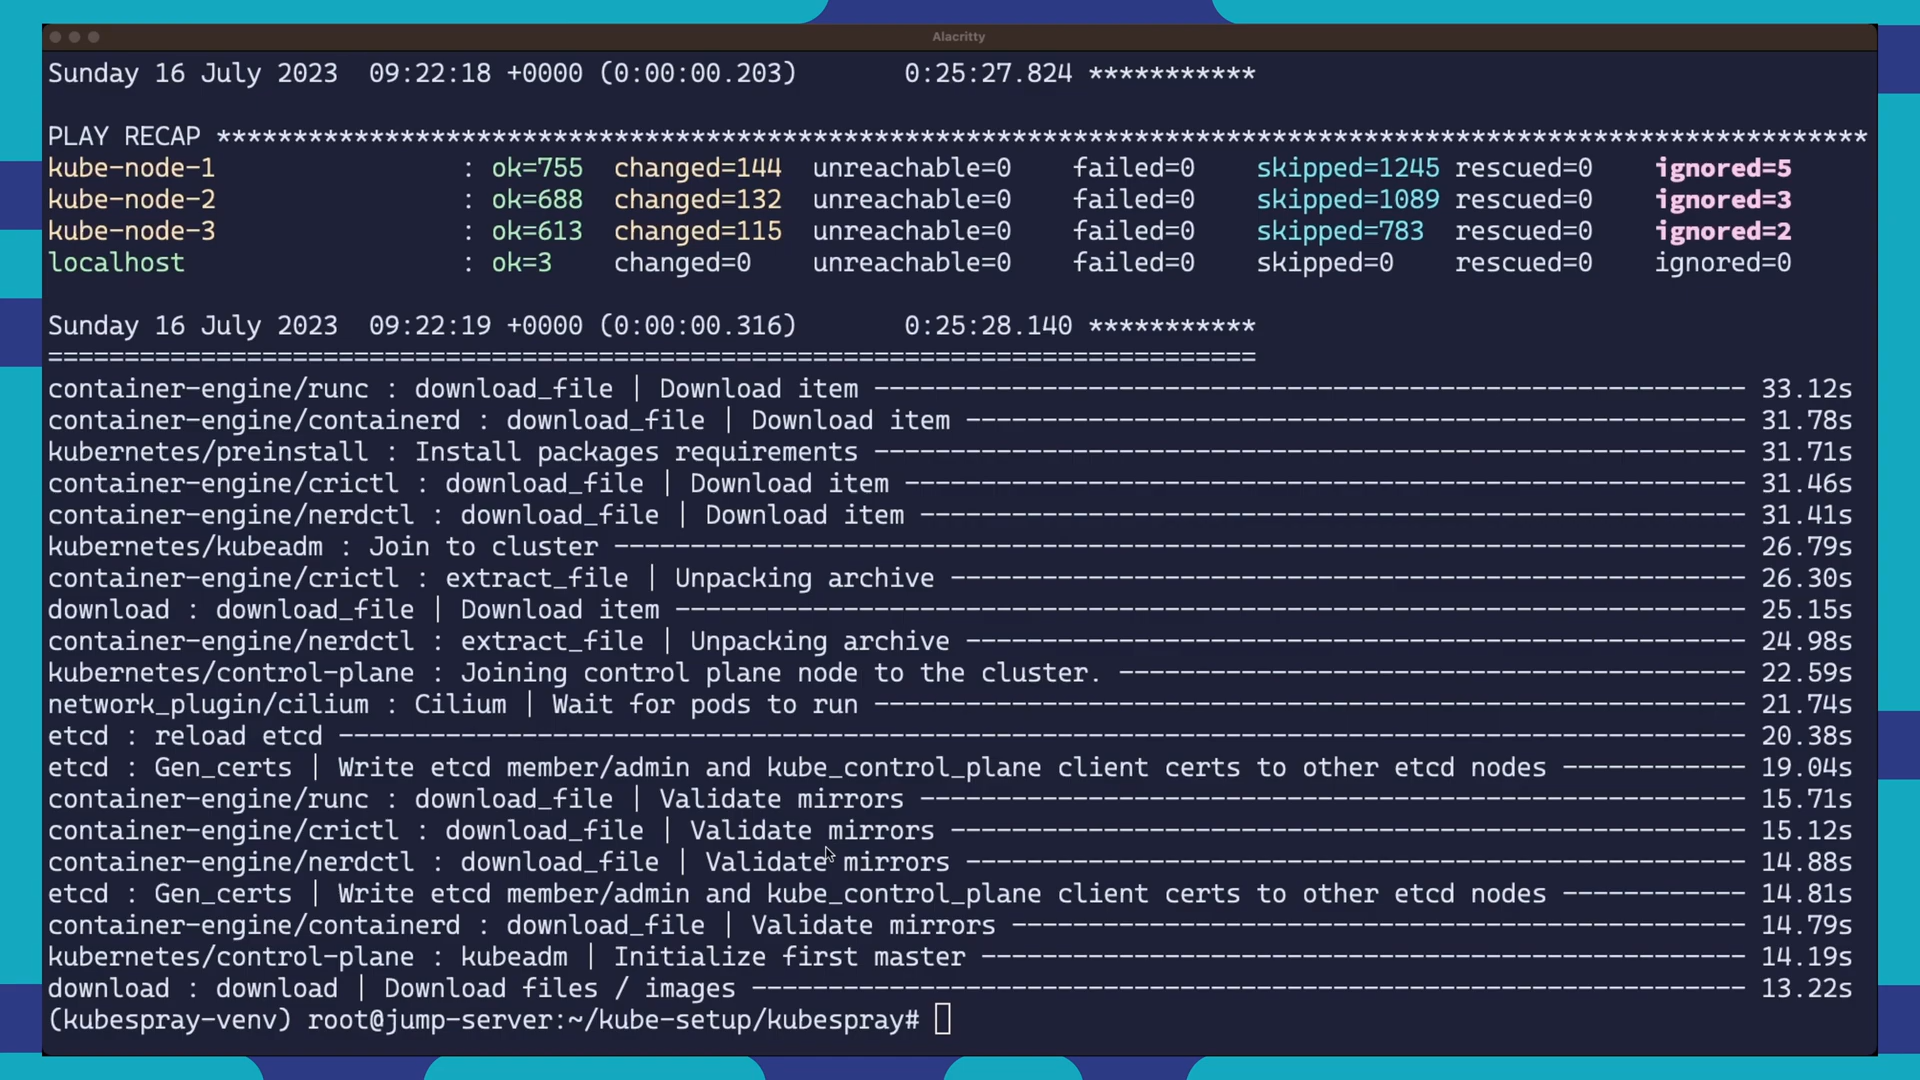 Alacritty
Sunday 16 July 2023  09:22:18 +0000 (0:00:00.203)       0:25:27.824 ***********
PLAY RECAP ************************************************************************************************************
kube-node-1                : ok=755  changed=144  unreachable=0    failed=0    skipped=1245 rescued=0    ignored=5
kube-node-2                : ok=688  changed=132  unreachable=0    failed=0    skipped=1089 rescued=0    ignored=3
kube-node-3                : ok=613  changed=115  unreachable=0    failed=0    skipped=783  rescued=0    ignored=2
localhost                  : ok=3    changed=0    unreachable=0    failed=0    skipped=0    rescued=0    ignored=0
Sunday 16 July 2023  09:22:19 +0000 (0:00:00.316)       0:25:28.140 ***********
===============================================================================
container-engine/runc : download_file | Download item --------------------------------------------------------- 33.12s
container-engine/containerd : download_file | Download item --------------------------------------------------- 31.78s
kubernetes/preinstall : Install packages requirements --------------------------------------------------------- 31.71s
container-engine/crictl : download_file | Download item ------------------------------------------------------- 31.46s
container-engine/nerdctl : download_file | Download item ------------------------------------------------------ 31.41s
kubernetes/kubeadm : Join to cluster -------------------------------------------------------------------------- 26.79s
container-engine/crictl : extract_file | Unpacking archive ---------------------------------------------------- 26.30s
download : download_file | Download item ---------------------------------------------------------------------- 25.15s
container-engine/nerdctl : extract_file | Unpacking archive --------------------------------------------------- 24.98s
kubernetes/control-plane : Joining control plane node to the cluster. ----------------------------------------- 22.59s
network_plugin/cilium : Cilium | Wait for pods to run --------------------------------------------------------- 21.74s
etcd : reload etcd -------------------------------------------------------------------------------------------- 20.38s
etcd : Gen_certs | Write etcd member/admin and kube_control_plane client certs to other etcd nodes ------------ 19.04s
container-engine/runc : download_file | Validate mirrors ------------------------------------------------------ 15.71s
container-engine/crictl : download_file | Validate mirrors ---------------------------------------------------- 15.12s
container-engine/nerdctl : download_file | Validate mirrors --------------------------------------------------- 14.88s
etcd : Gen_certs | Write etcd member/admin and kube_control_plane client certs to other etcd nodes ------------ 14.81s
container-engine/containerd : download_file | Validate mirrors ------------------------------------------------ 14.79s
kubernetes/control-plane : kubeadm | Initialize first master -------------------------------------------------- 14.19s
download : download | Download files / images ----------------------------------------------------------------- 13.22s
(kubespray-venv) root@jump-server:~/kube-setup/kubespray#